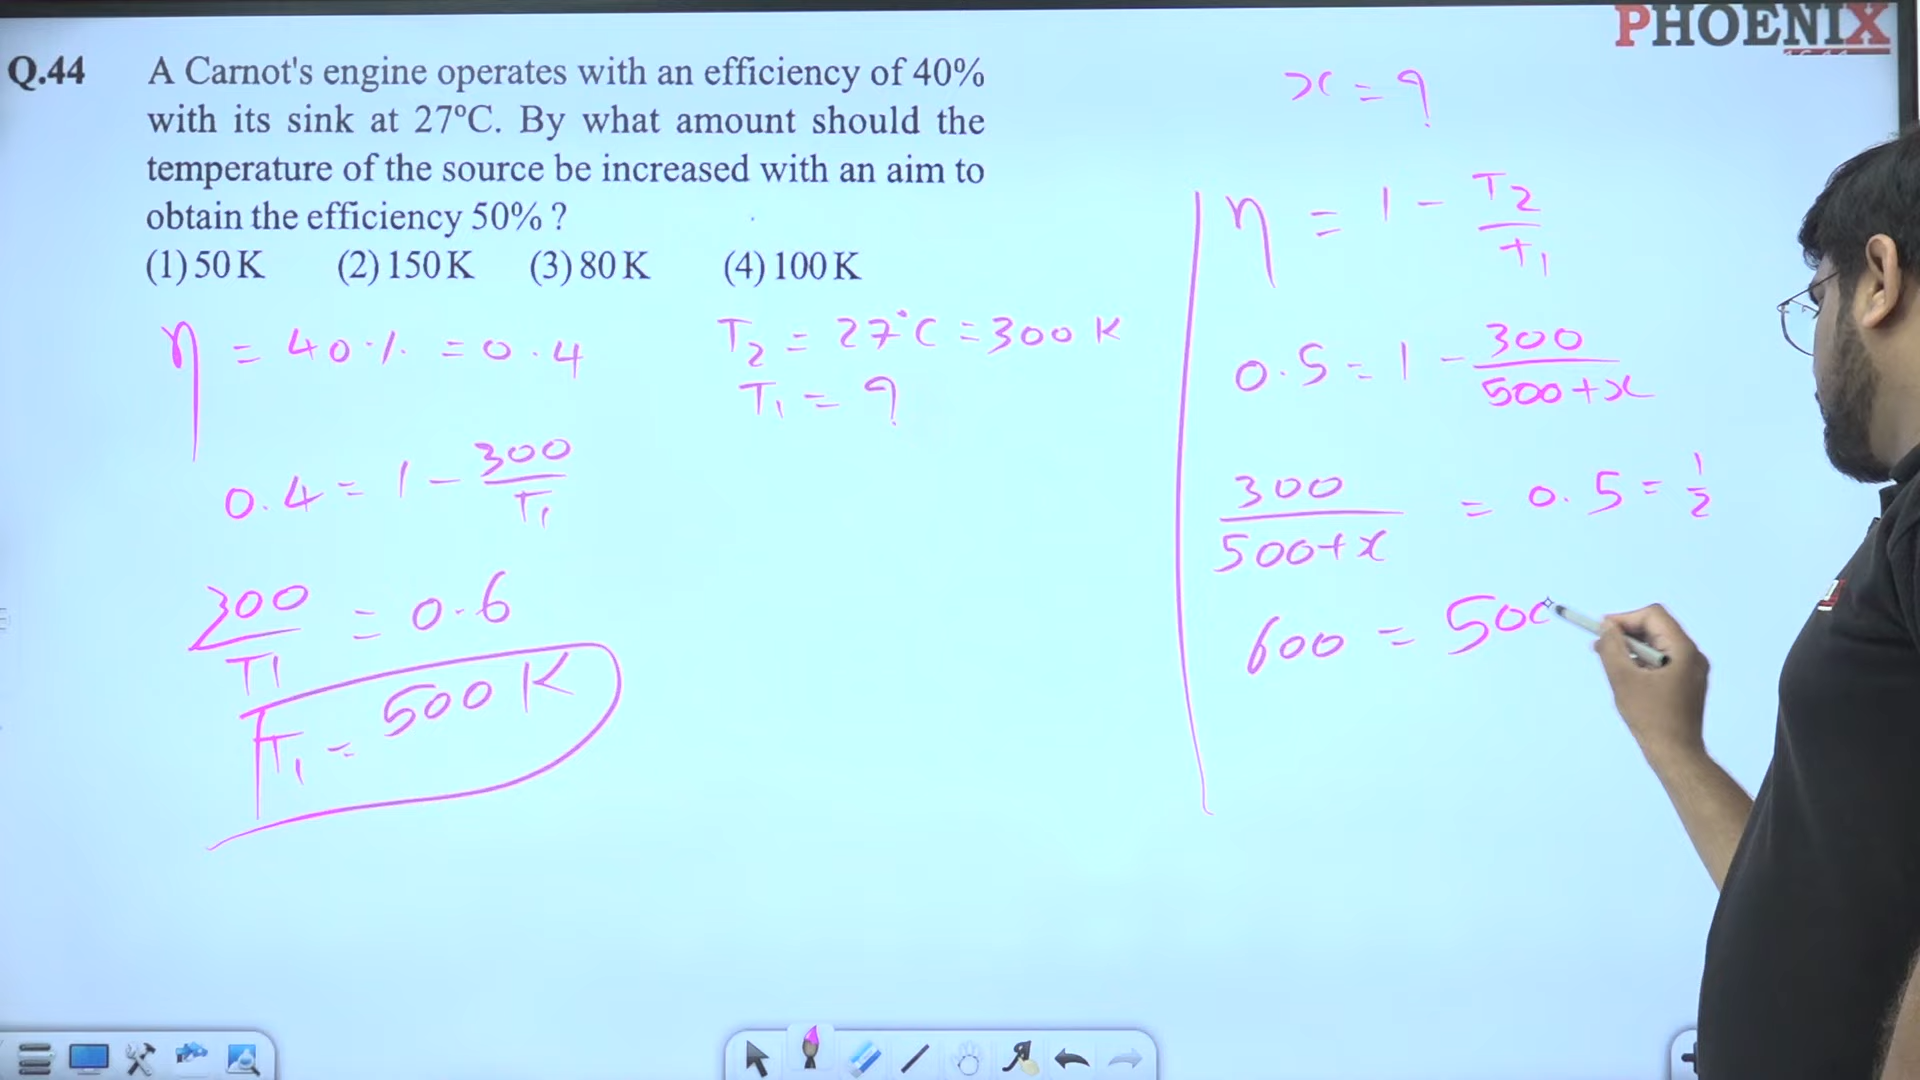 PHOENIX
Q.44 A Carnot's engine operates with an efficiency of 40%
with its sink at 27°C. By what amount should the
temperature of the source be increased with an aim to
obtain the efficiency 50% ?
(1) 50 K (2) 150 K (3) 80 K (4) 100 K
η = 40% = 0.4
T₂ = 27°C = 300 K
T₁ = ?
0.4 = 1 - 300/T₁
300/T1 = 0.6
T₁ = 500 K
x = ?
η = 1 - T₂/T₁
0.5 = 1 - 300/500+x
300/500+x = 0.5 = 1/2
600 = 500